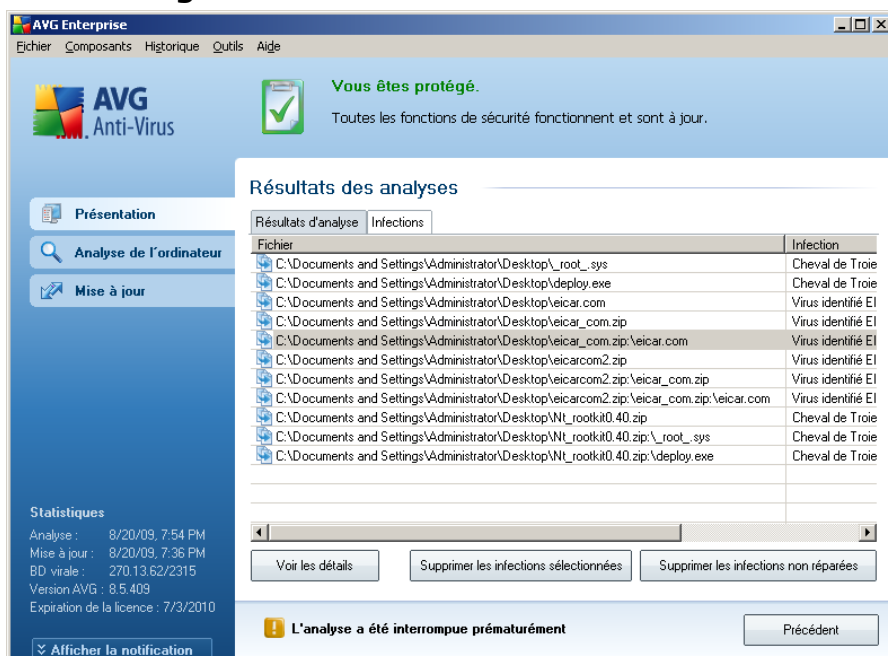 AVG Enterprise
Fichier Composants Historique Outils Aide
AVG
Anti-Virus
Vous êtes protégé.
Toutes les fonctions de sécurité fonctionnent et sont à jour.
Présentation
Analyse de l'ordinateur
Mise à jour
Résultats des analyses
Résultats d'analyse Infections
Fichier Infection
C:\Documents and Settings\Administrator\Desktop\_root_.sys Cheval de Troie
C:\Documents and Settings\Administrator\Desktop\deploy.exe Cheval de Troie
C:\Documents and Settings\Administrator\Desktop\eicar.com Virus identifié EI
C:\Documents and Settings\Administrator\Desktop\eicar_com.zip Virus identifié EI
C:\Documents and Settings\Administrator\Desktop\eicar_com.zip:\eicar.com Virus identifié EI
C:\Documents and Settings\Administrator\Desktop\eicarcom2.zip Virus identifié EI
C:\Documents and Settings\Administrator\Desktop\eicarcom2.zip:\eicar_com.zip Virus identifié EI
C:\Documents and Settings\Administrator\Desktop\eicarcom2.zip:\eicar_com.zip:\eicar.com Virus identifié EI
C:\Documents and Settings\Administrator\Desktop\Nt_rootkit0.40.zip Cheval de Troie
C:\Documents and Settings\Administrator\Desktop\Nt_rootkit0.40.zip:\_root_.sys Cheval de Troie
C:\Documents and Settings\Administrator\Desktop\Nt_rootkit0.40.zip:\deploy.exe Cheval de Troie
Voir les détails Supprimer les infections sélectionnées Supprimer les infections non réparées
L'analyse a été interrompue prématurément Précédent
Statistiques
Analyse : 8/20/09, 7:54 PM
Mise à jour : 8/20/09, 7:36 PM
BD virale : 270.13.62/2315
Version AVG : 8.5.409
Expiration de la licence : 7/3/2010
Afficher la notification